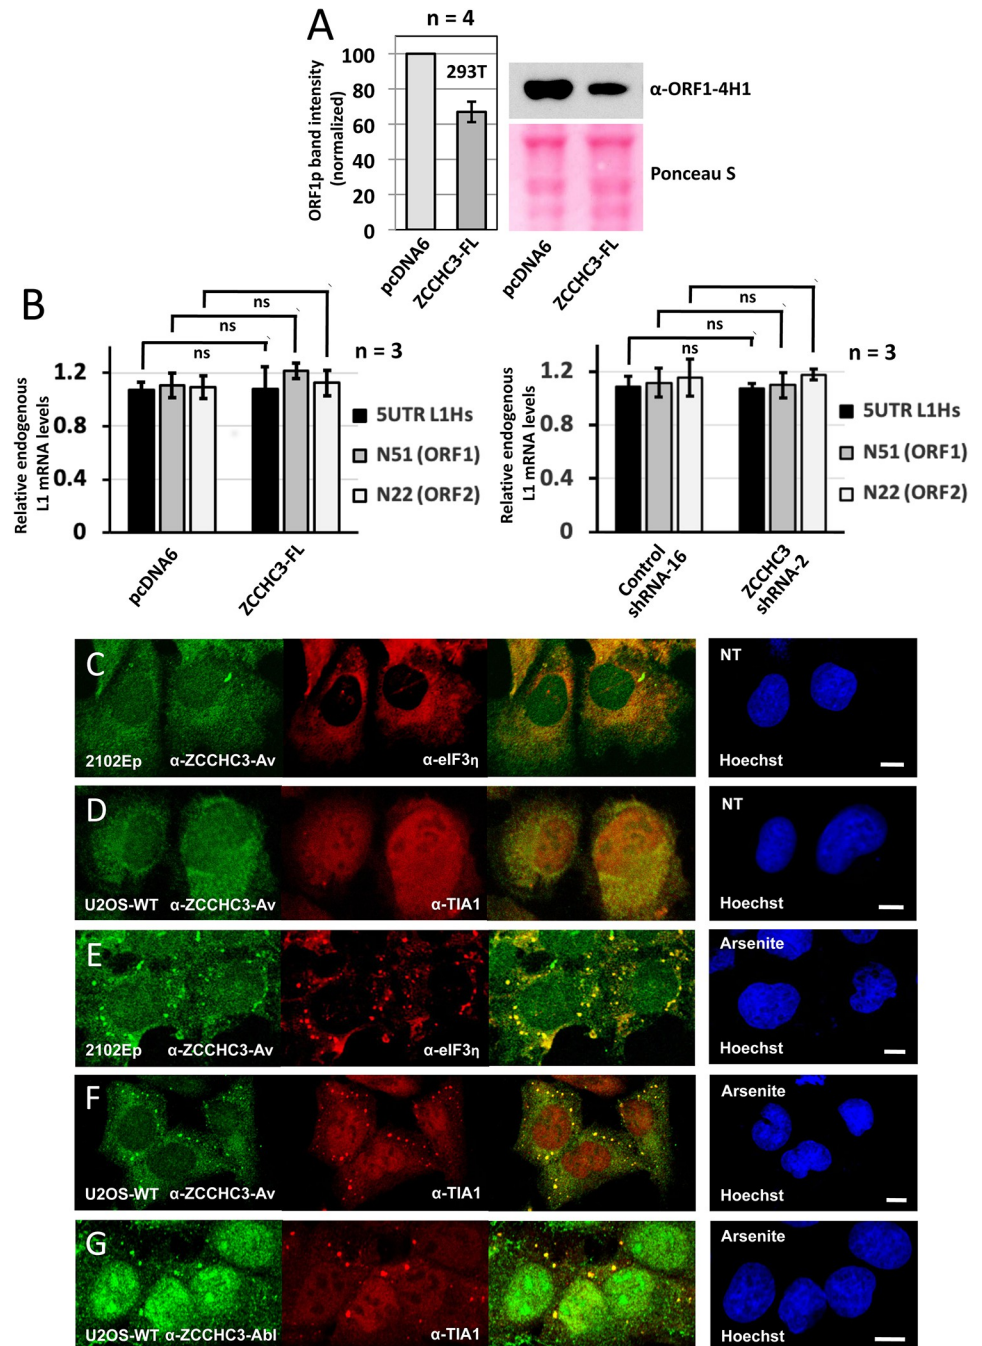 A
n = 4
ORF1p band intensity
(normalized)
100
80
60
40
20
0
293T
pcDNA6
ZCCHC3-FL
α-ORF1-4H1
Ponceau S
pcDNA6
ZCCHC3-FL
B
Relative endogenous
L1 mRNA levels
1.2
0.8
0.4
0
ns
ns
ns
n = 3
5UTR L1Hs
N51 (ORF1)
N22 (ORF2)
pcDNA6
ZCCHC3-FL
Relative endogenous
L1 mRNA levels
1.2
0.8
0.4
0
ns
ns
ns
n = 3
5UTR L1Hs
N51 (ORF1)
N22 (ORF2)
Control
shRNA-16
ZCCHC3
shRNA-2
C
2102Ep
α-ZCCHC3-Av
α-eIF3η
NT
Hoechst
D
U2OS-WT
α-ZCCHC3-Av
α-TIA1
NT
Hoechst
E
2102Ep
α-ZCCHC3-Av
α-eIF3η
Arsenite
Hoechst
F
U2OS-WT
α-ZCCHC3-Av
α-TIA1
Arsenite
Hoechst
G
U2OS-WT
α-ZCCHC3-Abl
α-TIA1
Arsenite
Hoechst